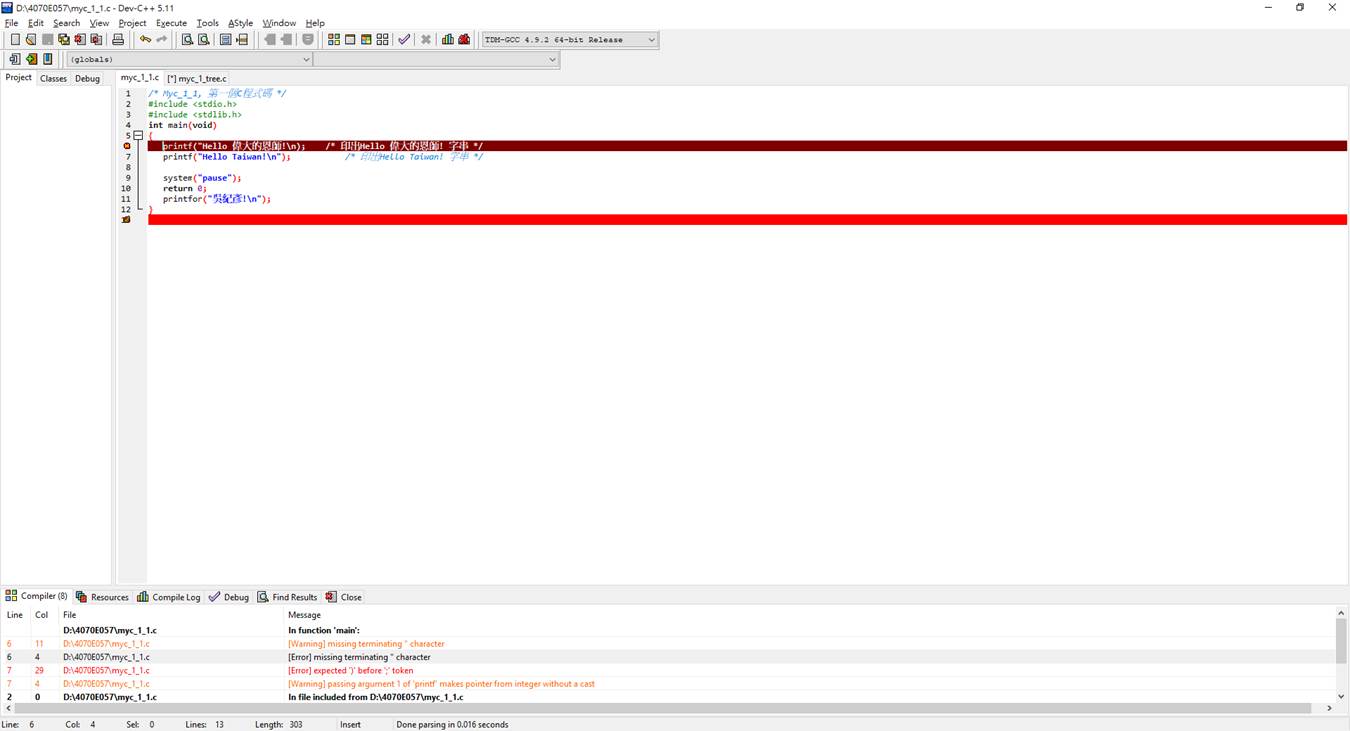 D:\4070E057\myc_1_1.c - Dev-C++ 5.11
File Edit Search View Project Execute Tools AStyle Window Help
TDM-GCC 4.9.2 64-bit Release
(globals)
Project Classes Debug myc_1_1.c [*] myc_1_tree.c
1 /* Myc_1_1, 第一個C程式碼 */
2 #include <stdio.h>
3 #include <stdlib.h>
4 int main(void)
5 {
printf("Hello 偉大的恩師!\n); /* 印出Hello 偉大的恩師! 字串 */
7 printf("Hello Taiwan!\n"); /* 印出Hello Taiwan! 字串 */
8
9 system("pause");
10 return 0;
11 printfor("吳紀彥!\n");
12 }
Compiler (8) Resources Compile Log Debug Find Results Close
Line Col File Message
D:\4070E057\myc_1_1.c In function 'main':
6 11 D:\4070E057\myc_1_1.c [Warning] missing terminating " character
6 4 D:\4070E057\myc_1_1.c [Error] missing terminating " character
7 29 D:\4070E057\myc_1_1.c [Error] expected ')' before ';' token
7 4 D:\4070E057\myc_1_1.c [Warning] passing argument 1 of 'printf' makes pointer from integer without a cast
2 0 D:\4070E057\myc_1_1.c In file included from D:\4070E057\myc_1_1.c
Line: 6 Col: 4 Sel: 0 Lines: 13 Length: 303 Insert Done parsing in 0.016 seconds